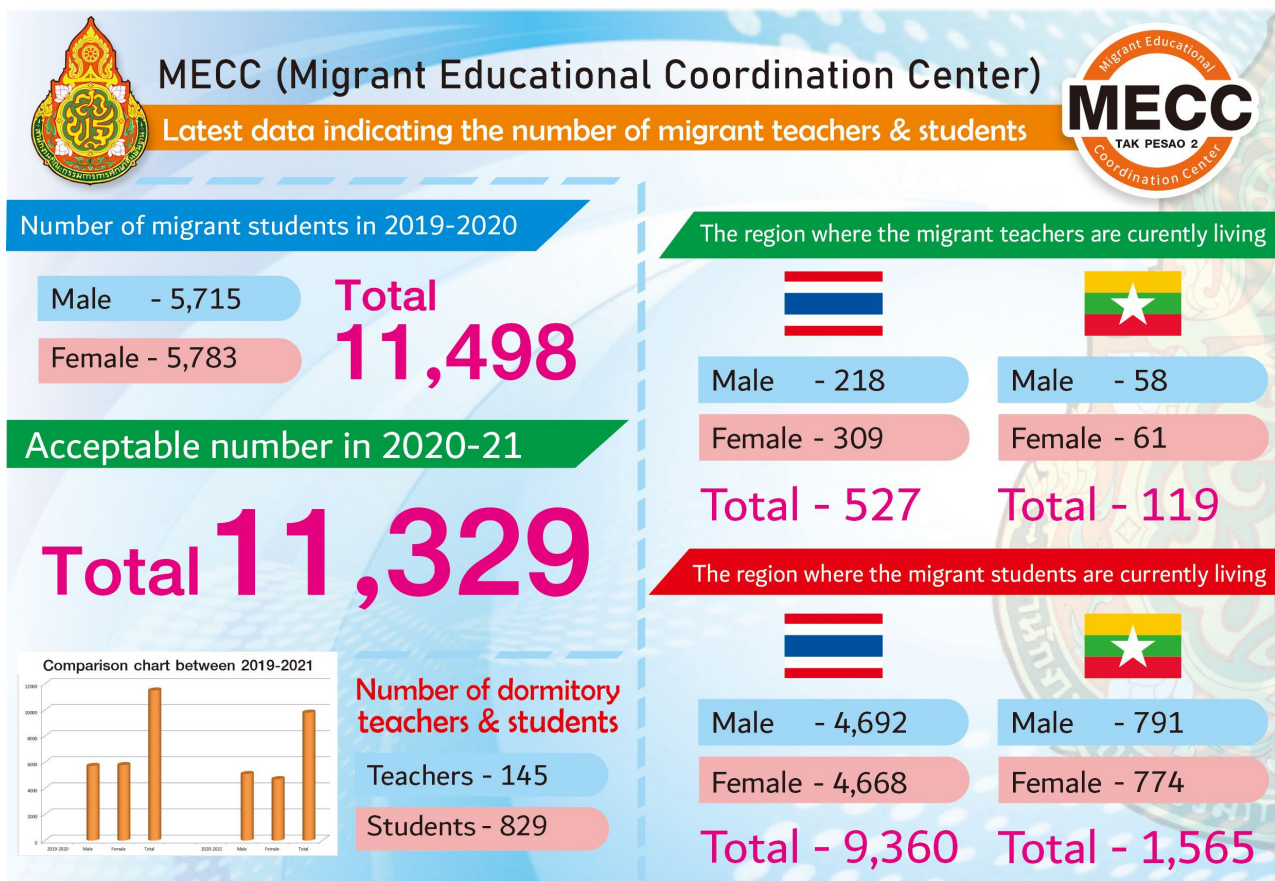 MECC (Migrant Educational Coordination Center)
Latest data indicating the number of migrant teachers & students
Migrant Educational
MECC
TAK PESAO 2
Coordination Center
Number of migrant students in 2019-2020
Male - 5,715
Female - 5,783
Total
11,498
Acceptable number in 2020-21
Total 11,329
Comparison chart between 2019-2021
12000
10000
8000
6000
4000
2000
0
2019-2020 Male Female Total 2020-2021 Male Female Total
Number of dormitory
teachers & students
Teachers - 145
Students - 829
The region where the migrant teachers are curently living
Male - 218
Female - 309
Total - 527
Male - 58
Female - 61
Total - 119
The region where the migrant students are currently living
Male - 4,692
Female - 4,668
Total - 9,360
Male - 791
Female - 774
Total - 1,565